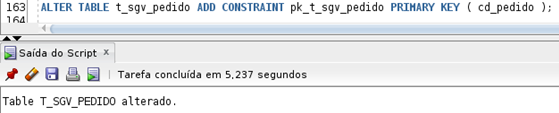 163 ALTER TABLE t_sgv_pedido ADD CONSTRAINT pk_t_sgv_pedido PRIMARY KEY ( cd_pedido );
164
Saída do Script x
Tarefa concluída em 5,237 segundos
Table T_SGV_PEDIDO alterado.